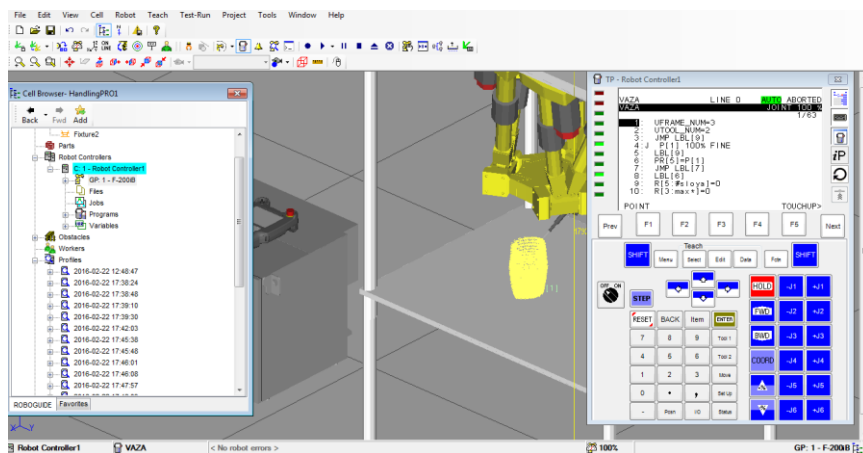 File Edit View Cell Robot Teach Test-Run Project Tools Window Help
Cell Browser- HandlingPRO1
Back Fwd Add
Fixture2
Parts
Robot Controllers
C: 1 - Robot Controller1
GP: 1 - F-200iB
Files
Jobs
Programs
Variables
Obstacles
Workers
Profiles
2016-02-22 12:48:47
2016-02-22 17:38:24
2016-02-22 17:38:48
2016-02-22 17:39:10
2016-02-22 17:39:30
2016-02-22 17:42:03
2016-02-22 17:45:38
2016-02-22 17:45:48
2016-02-22 17:46:01
2016-02-22 17:46:08
2016-02-22 17:47:57
ROBOGUIDE Favorites
[1]
TP - Robot Controller1
VAZA LINE 0 AUTO ABORTED
VAZA JOINT 100 %
1/63
1: UFRAME_NUM=3
2: UTOOL_NUM=2
3: JMP LBL[9]
4:J P[1] 100% FINE
5: LBL[9]
6: PR[5]=P[1]
7: JMP LBL[7]
8: LBL[6]
9: R[5:#sloya]=0
10: R[3:max+]=0
POINT TOUCHUP>
Prev F1 F2 F3 F4 F5 Next
Teach
SHIFT Menu Select Edit Data Fctn SHIFT
OFF ON
STEP
HOLD -J1 +J1
RESET BACK Item ENTER FWD -J2 +J2
7 8 9 Tool 1 BWD -J3 +J3
4 5 6 Tool 2 COORD -J4 +J4
1 2 3 Move -J5 +J5
0 . , Set Up
- Posn I/O Status -J6 +J6
iP
Robot Controller1 VAZA < No robot errors > 100% GP: 1 - F-200iB